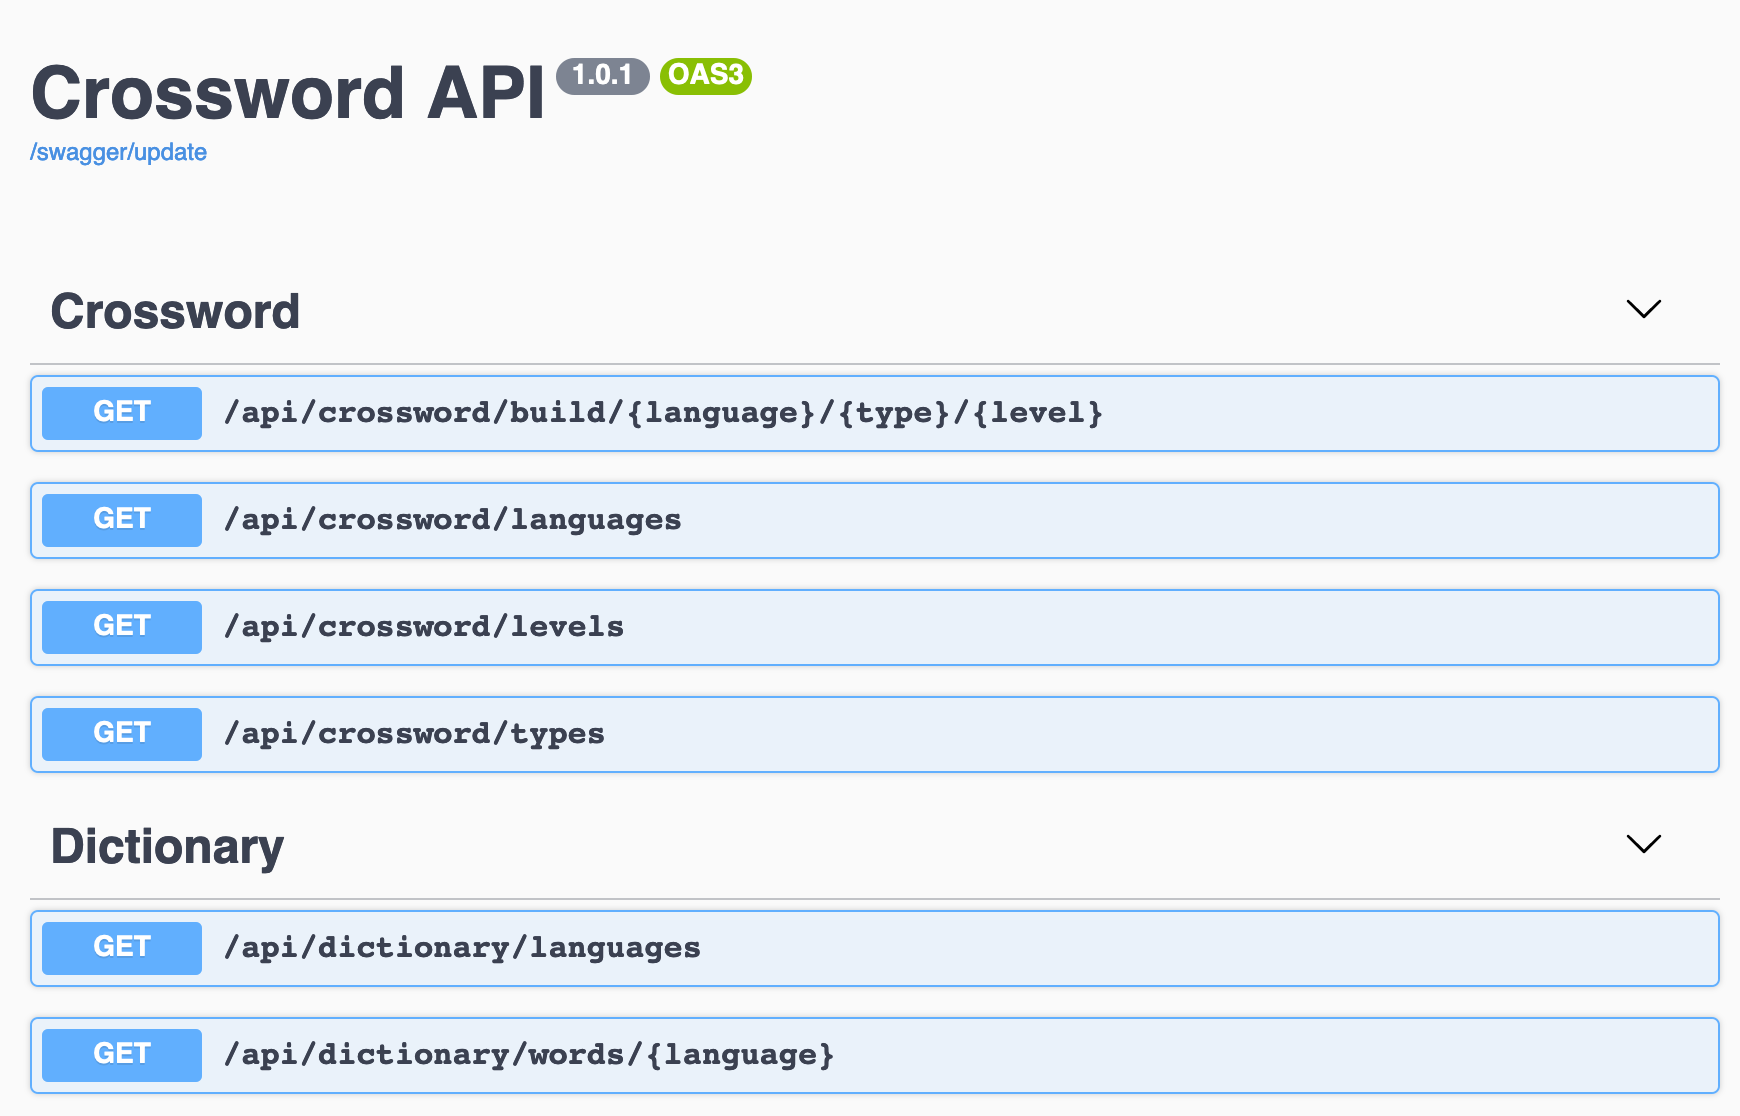 Crossword API 1.0.1 OAS3
/swagger/update
Crossword
GET /api/crossword/build/{language}/{type}/{level}
GET /api/crossword/languages
GET /api/crossword/levels
GET /api/crossword/types
Dictionary
GET /api/dictionary/languages
GET /api/dictionary/words/{language}